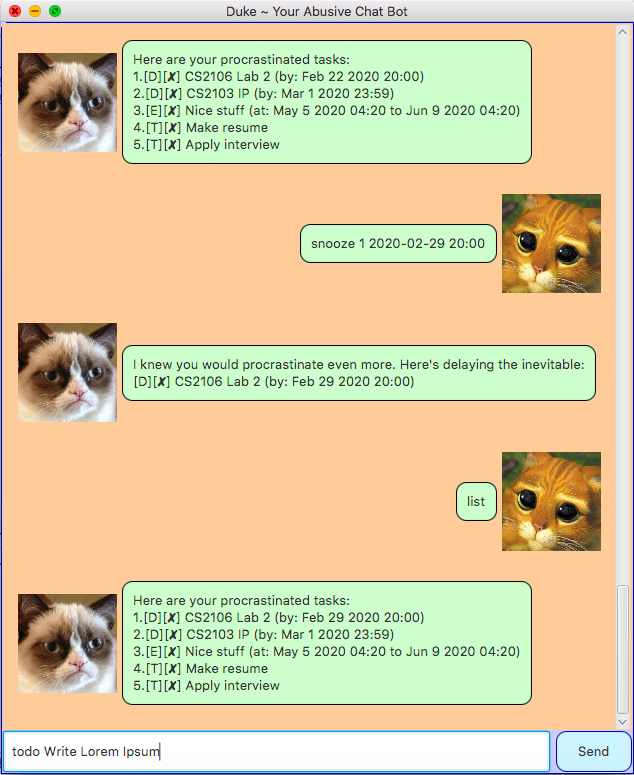 Duke ~ Your Abusive Chat Bot
Here are your procrastinated tasks:
1.[D][✘] CS2106 Lab 2 (by: Feb 22 2020 20:00)
2.[D][✘] CS2103 IP (by: Mar 1 2020 23:59)
3.[E][✘] Nice stuff (at: May 5 2020 04:20 to Jun 9 2020 04:20)
4.[T][✘] Make resume
5.[T][✘] Apply interview
snooze 1 2020-02-29 20:00
I knew you would procrastinate even more. Here's delaying the inevitable:
[D][✘] CS2106 Lab 2 (by: Feb 29 2020 20:00)
list
Here are your procrastinated tasks:
1.[D][✘] CS2106 Lab 2 (by: Feb 29 2020 20:00)
2.[D][✘] CS2103 IP (by: Mar 1 2020 23:59)
3.[E][✘] Nice stuff (at: May 5 2020 04:20 to Jun 9 2020 04:20)
4.[T][✘] Make resume
5.[T][✘] Apply interview
todo Write Lorem Ipsum
Send